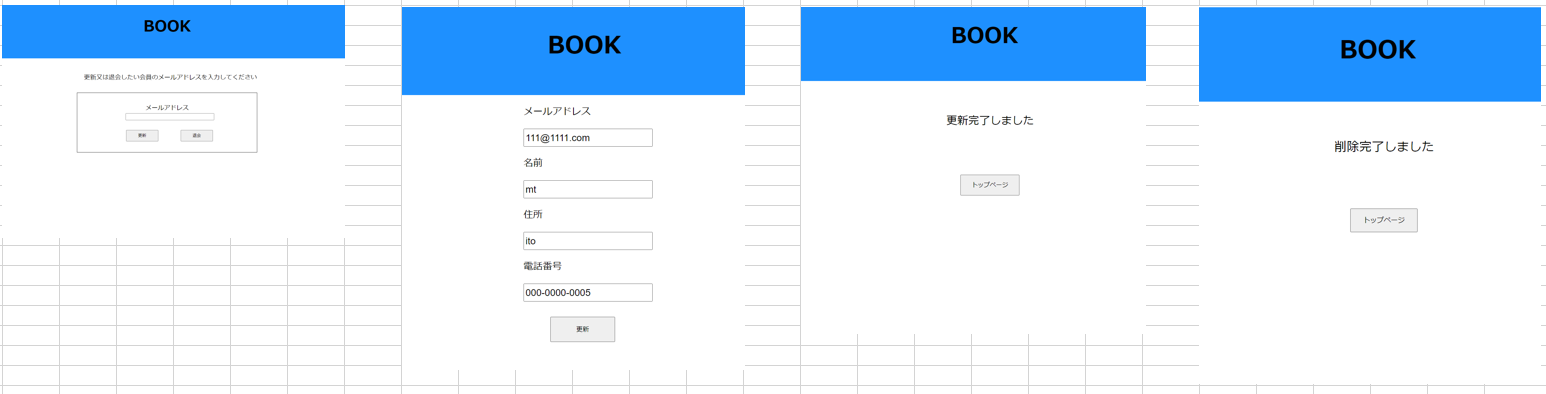 BOOK
更新又は退会したい会員のメールアドレスを入力してください
メールアドレス
更新
退会
BOOK
メールアドレス
111@1111.com
名前
mt
住所
ito
電話番号
000-0000-0005
更新
BOOK
更新完了しました
トップページ
BOOK
削除完了しました
トップページ